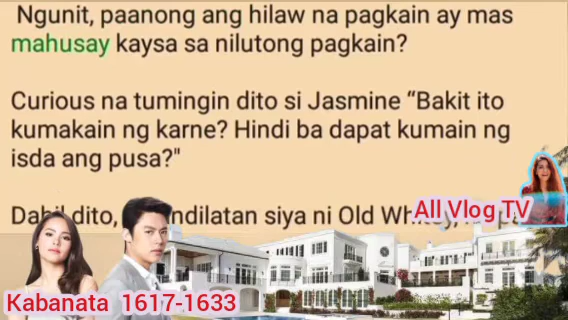 Ngunit, paanong ang hilaw na pagkain ay mas
mahusay kaysa sa nilutong pagkain?
Curious na tumingin dito si Jasmine “Bakit ito
kumakain ng karne? Hindi ba dapat kumain ng
isda ang pusa?"
Dahil dito, ndilatan siya ni Old
All Vlog TV
Kabanata 1617-1633